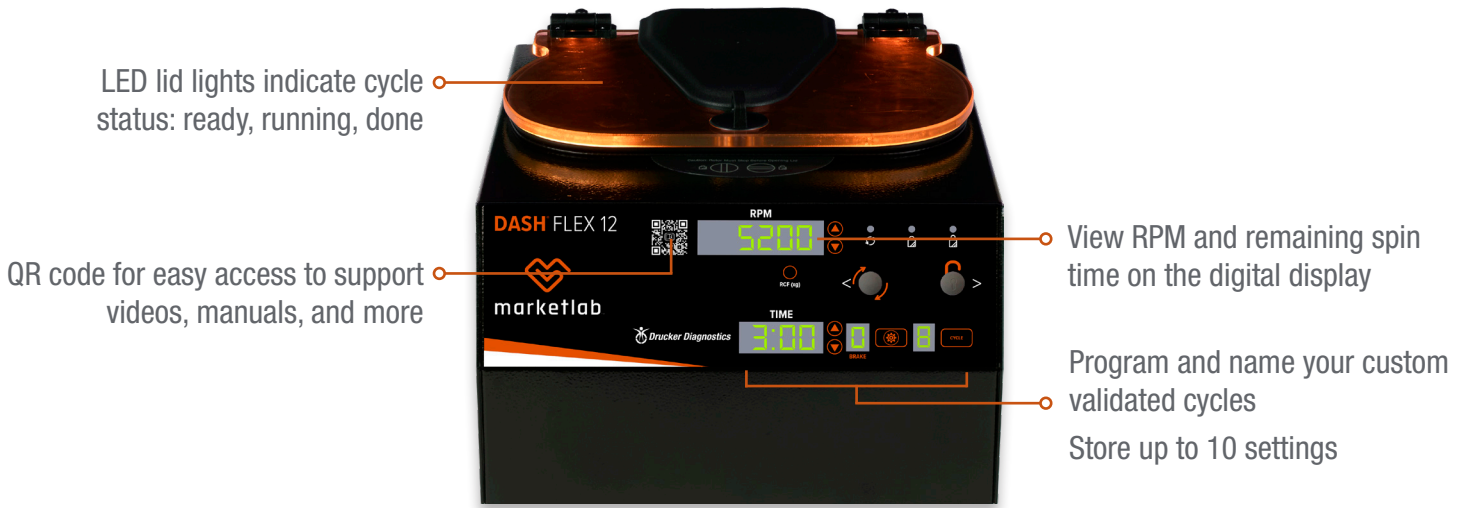 LED lid lights indicate cycle
status: ready, running, done
QR code for easy access to support
videos, manuals, and more
DASH FLEX 12
marketlab
Drucker Diagnostics
RPM
5200
RCF (xg)
<
>
TIME
3:00
0
BRAKE
8
CYCLE
View RPM and remaining spin
time on the digital display
Program and name your custom
validated cycles
Store up to 10 settings